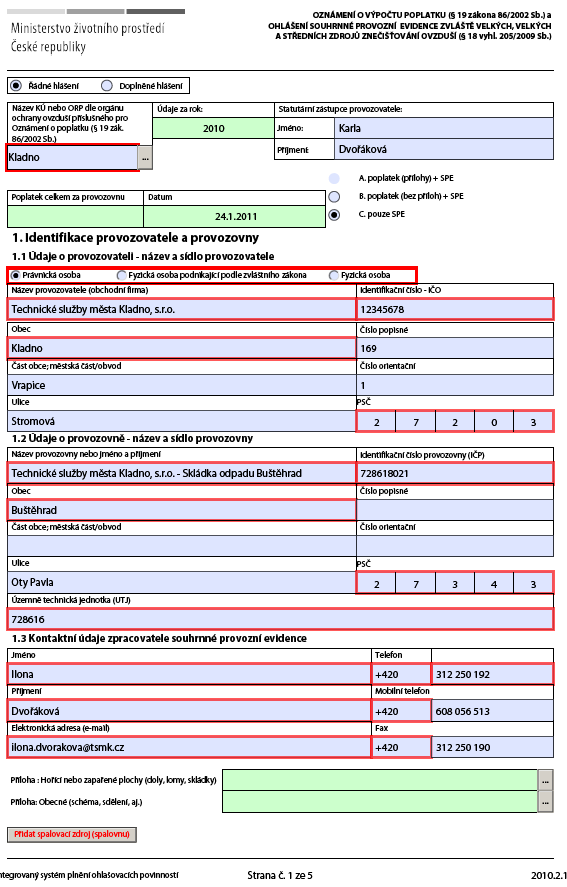 Ministerstvo životního prostředí
České republiky
OZNÁMENÍ O VÝPOČTU POPLATKU (§ 19 zákona 86/2002 Sb.) a
OHLÁŠENÍ SOUHRNNÉ PROVOZNÍ EVIDENCE ZVLÁŠTĚ VELKÝCH, VELKÝCH
A STŘEDNÍCH ZDROJŮ ZNEČIŠŤOVÁNÍ OVZDUŠÍ (§ 18 vyhl. 205/2009 Sb.)
Řádné hlášení Doplněné hlášení
Název KÚ nebo ORP dle orgánu
ochrany ovzduší příslušného pro
Oznámení o poplatku (§ 19 zák.
86/2002 Sb.)
Kladno ...
Údaje za rok:
2010
Statutární zástupce provozovatele:
Jméno: Karla
Příjmení: Dvořáková
A. poplatek (přílohy) + SPE
B. poplatek (bez příloh) + SPE
C. pouze SPE
Poplatek celkem za provozovnu Datum
24.1.2011
1. Identifikace provozovatele a provozovny
1.1 Údaje o provozovateli - název a sídlo provozovatele
Právnická osoba Fyzická osoba podnikající podle zvláštního zákona Fyzická osoba
Název provozovatele (obchodní firma) Identifikační číslo - IČO
Technické služby města Kladno, s.r.o. 12345678
Obec Číslo popisné
Kladno 169
Část obce; městská část/obvod Číslo orientační
Vrapice 1
Ulice PSČ
Stromová 2 7 2 0 3
1.2 Údaje o provozovně - název a sídlo provozovny
Název provozovny nebo jméno a příjmení Identifikační číslo provozovny (IČP)
Technické služby města Kladno, s.r.o. - Skládka odpadu Buštěhrad 728618021
Obec Číslo popisné
Buštěhrad
Část obce; městská část/obvod Číslo orientační
Ulice PSČ
Oty Pavla 2 7 3 4 3
Územně technická jednotka (UTJ)
728616
1.3 Kontaktní údaje zpracovatele souhrnné provozní evidence
Jméno Telefon
Ilona +420 312 250 192
Příjmení Mobilní telefon
Dvořáková +420 608 056 513
Elektronická adresa (e-mail) Fax
ilona.dvorakova@tsmk.cz +420 312 250 190
Příloha : Hořící nebo zapařené plochy (doly, lomy, skládky) ...
Příloha: Obecné (schéma, sdělení, aj.) ...
Přidat spalovací zdroj (spalovnu)
ntegrovaný systém plnění ohlašovacích povinností Strana č. 1 ze 5 2010.2.1